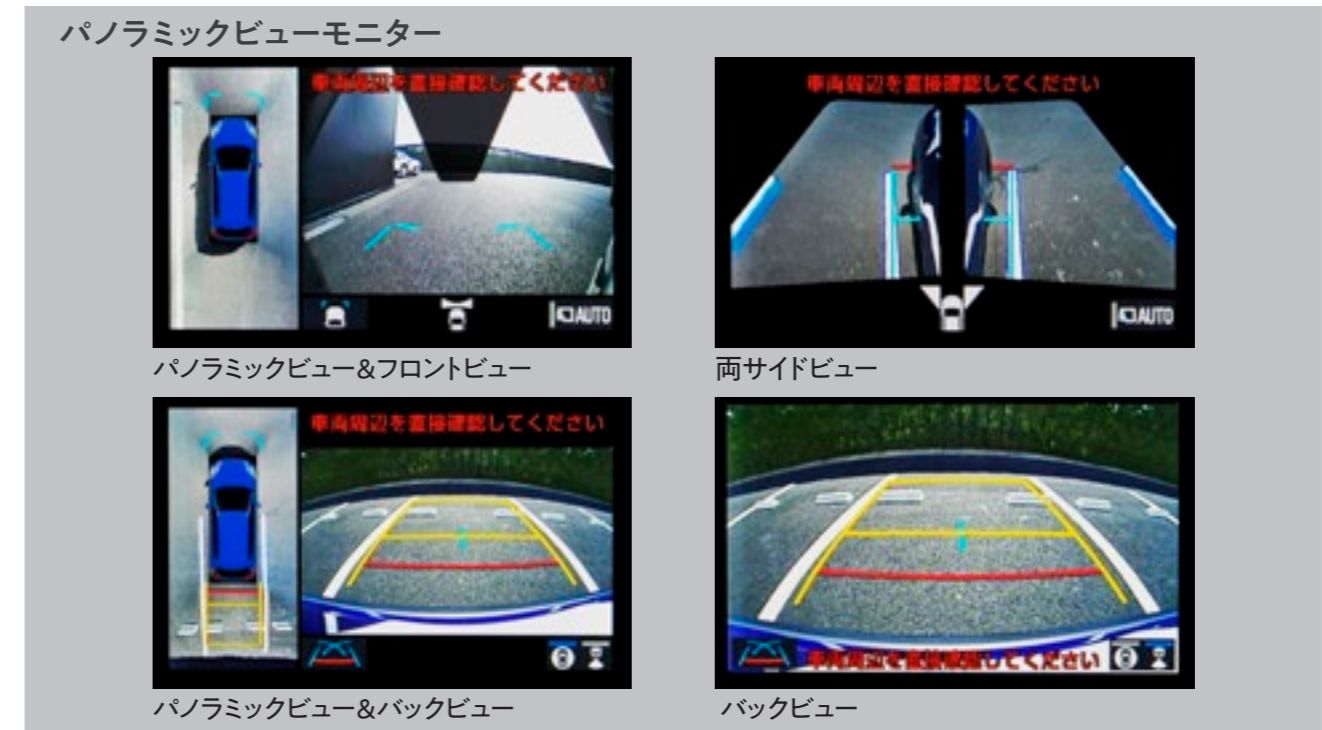 パノラミックビューモニター
車両周辺を直接確認してください
AUTO
パノラミックビュー&フロントビュー
車両周辺を直接確認してください
AUTO
両サイドビュー
車両周辺を直接確認してください
パノラミックビュー&バックビュー
車両周辺を直接確認してください
バックビュー